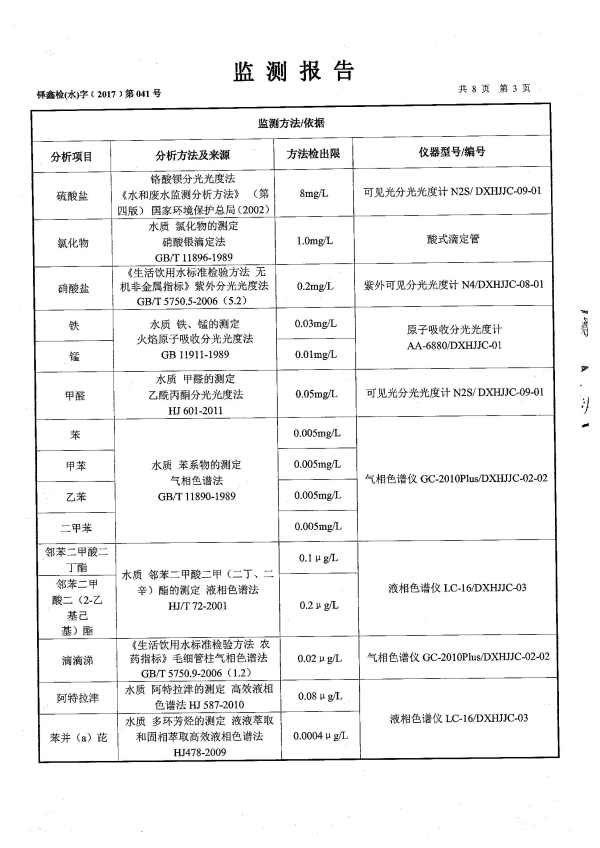 监测报告
铎鑫检(水)字﹝2017﹞第 041 号
共 8 页 第 3 页
监测方法/依据
分析项目 分析方法及来源 方法检出限 仪器型号/编号
硫酸盐
铬酸钡分光光度法
《水和废水监测分析方法》（第
四版）国家环境保护总局(2002)
8mg/L
可见光分光光度计 N2S/ DXHJJC-09-01
氯化物
水质 氯化物的测定
硝酸银滴定法
GB/T 11896-1989
1.0mg/L
酸式滴定管
硝酸盐
《生活饮用水标准检验方法 无
机非金属指标》紫外分光光度法
GB/T 5750.5-2006（5.2）
0.2mg/L
紫外可见分光光度计 N4/DXHJJC-08-01
铁
锰
水质 铁、锰的测定
火焰原子吸收分光光度法
GB 11911-1989
0.03mg/L
0.01mg/L
原子吸收分光光度计
AA-6880/DXHJJC-01
甲醛
水质 甲醛的测定
乙酰丙酮分光光度法
HJ 601-2011
0.05mg/L
可见光分光光度计 N2S/ DXHJJC-09-01
苯
甲苯
乙苯
二甲苯
水质 苯系物的测定
气相色谱法
GB/T 11890-1989
0.005mg/L
0.005mg/L
0.005mg/L
0.005mg/L
气相色谱仪 GC-2010Plus/DXHJJC-02-02
邻苯二甲酸二
丁酯
邻苯二甲
酸二（2-乙
基己
基）酯
水质 邻苯二甲酸二甲（二丁、二
辛）酯的测定 液相色谱法
HJ/T 72-2001
0.1 μ g/L
0.2 μ g/L
液相色谱仪 LC-16/DXHJJC-03
滴滴涕
《生活饮用水标准检验方法 农
药指标》毛细管柱气相色谱法
GB/T 5750.9-2006（1.2）
0.02 μ g/L
气相色谱仪 GC-2010Plus/DXHJJC-02-02
阿特拉津
水质 阿特拉津的测定 高效液相
色谱法 HJ 587-2010
0.08 μ g/L
苯并（a）芘
水质 多环芳烃的测定 液液萃取
和固相萃取高效液相色谱法
HJ478-2009
0.0004 μ g/L
液相色谱仪 LC-16/DXHJJC-03